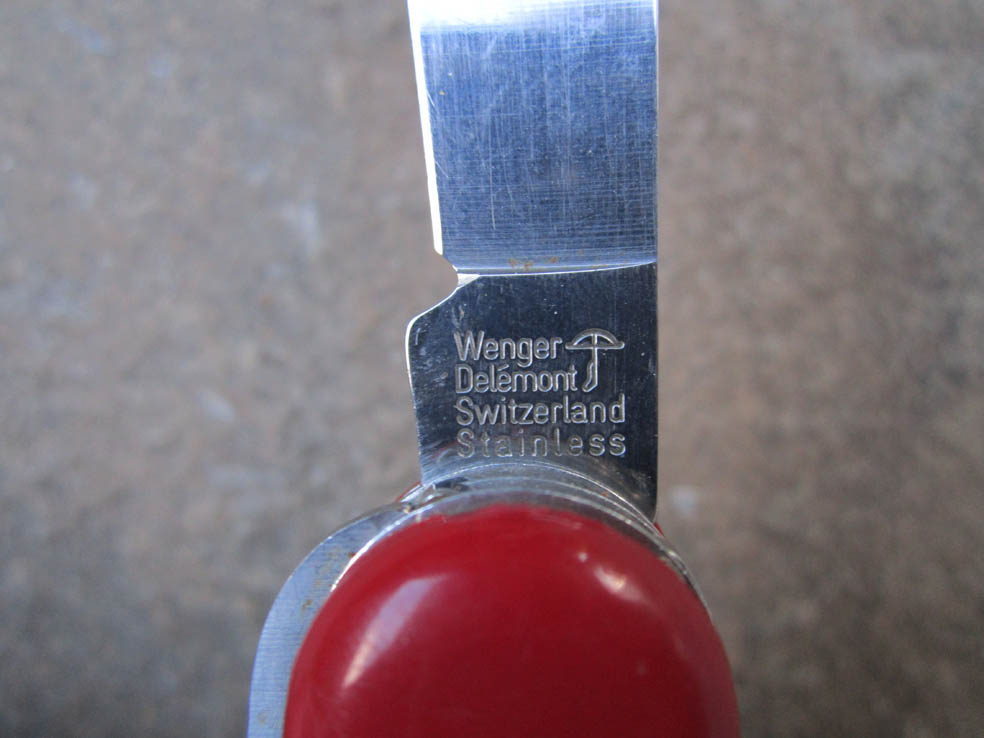 Wenger
Delémont
Switzerland
Stainless